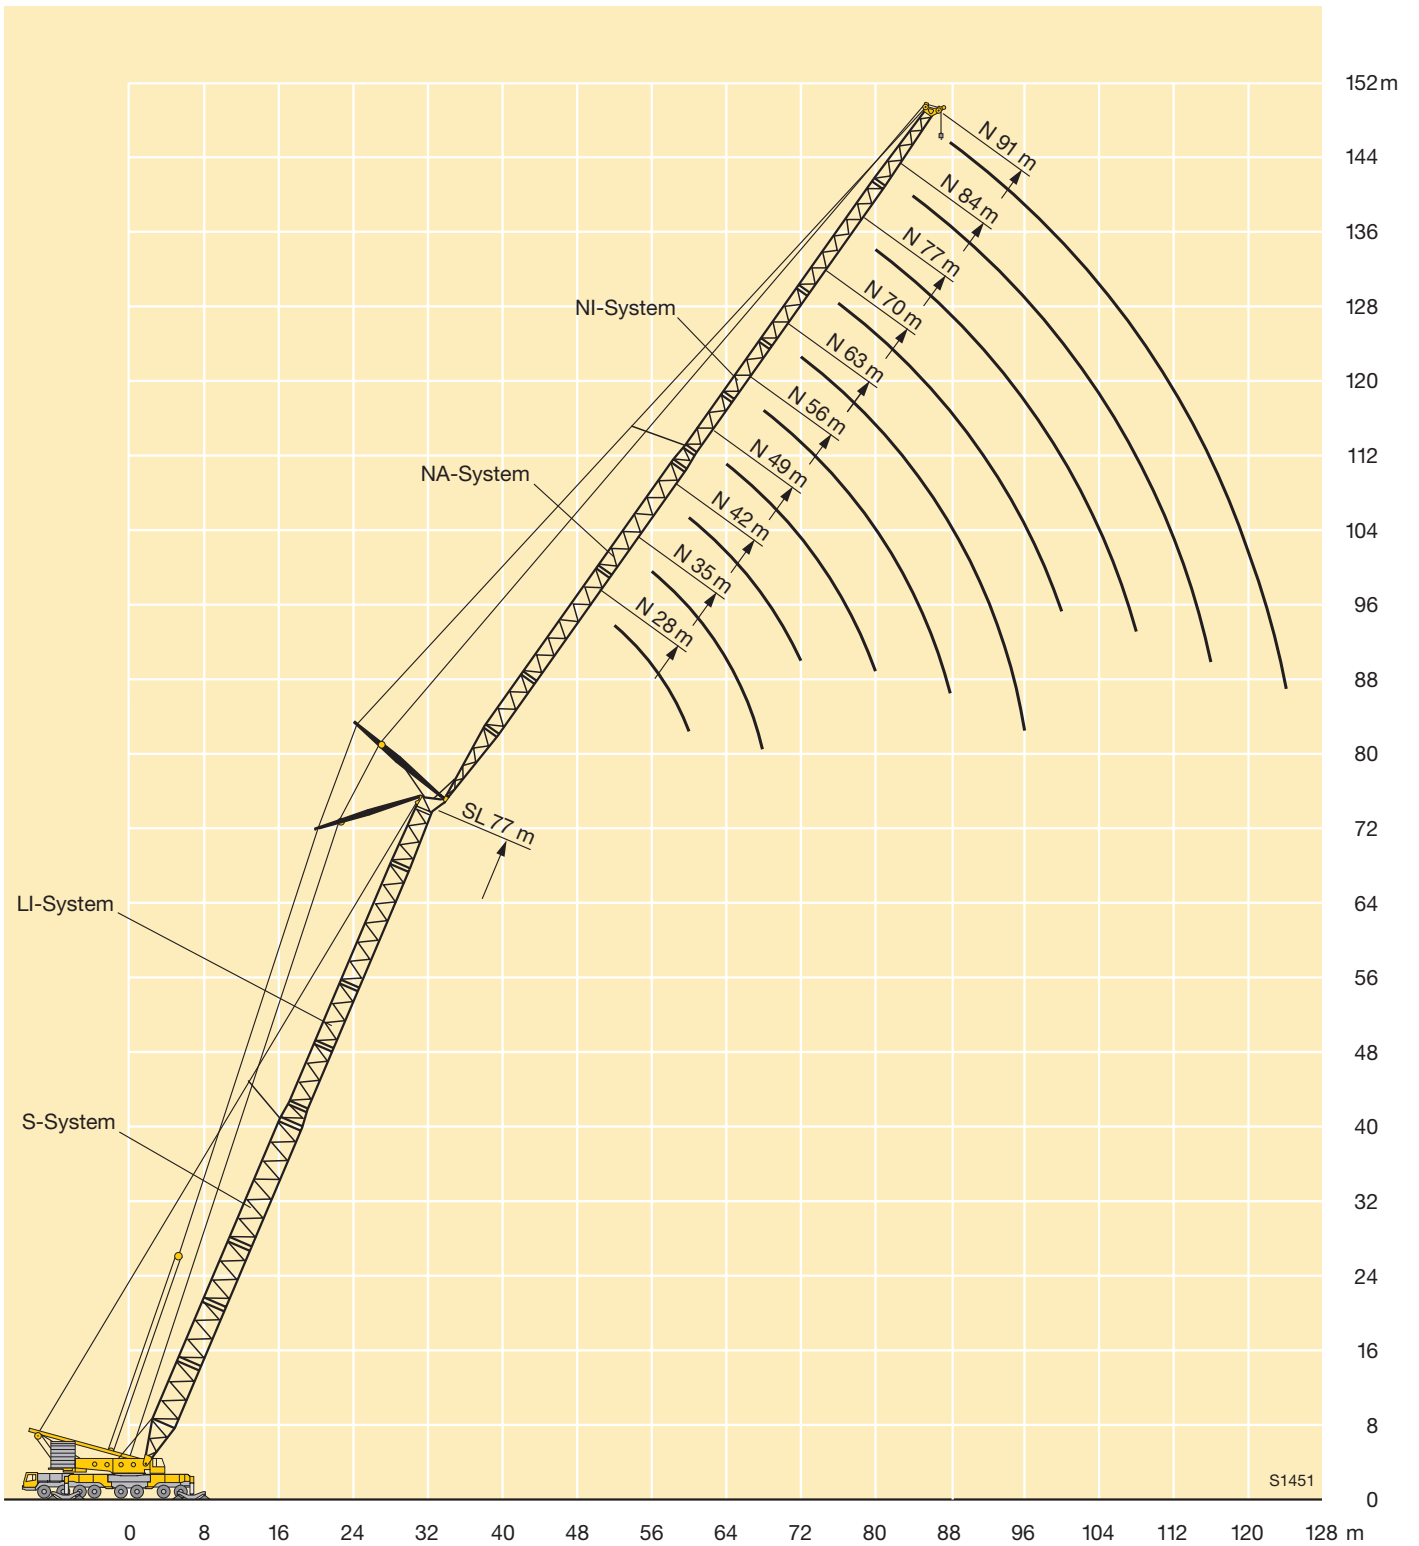 152 m
N 91 m
144
N 84 m
136
N 77 m
N 70 m
128
NI-System
N 63 m
120
N 56 m
112
N 49 m
NA-System
N 42 m
104
N 35 m
96
N 28 m
88
80
SL 77 m
72
LI-System
64
56
48
S-System
40
32
24
16
8
S1451
0
0 8 16 24 32 40 48 56 64 72 80 88 96 104 112 120 128 m